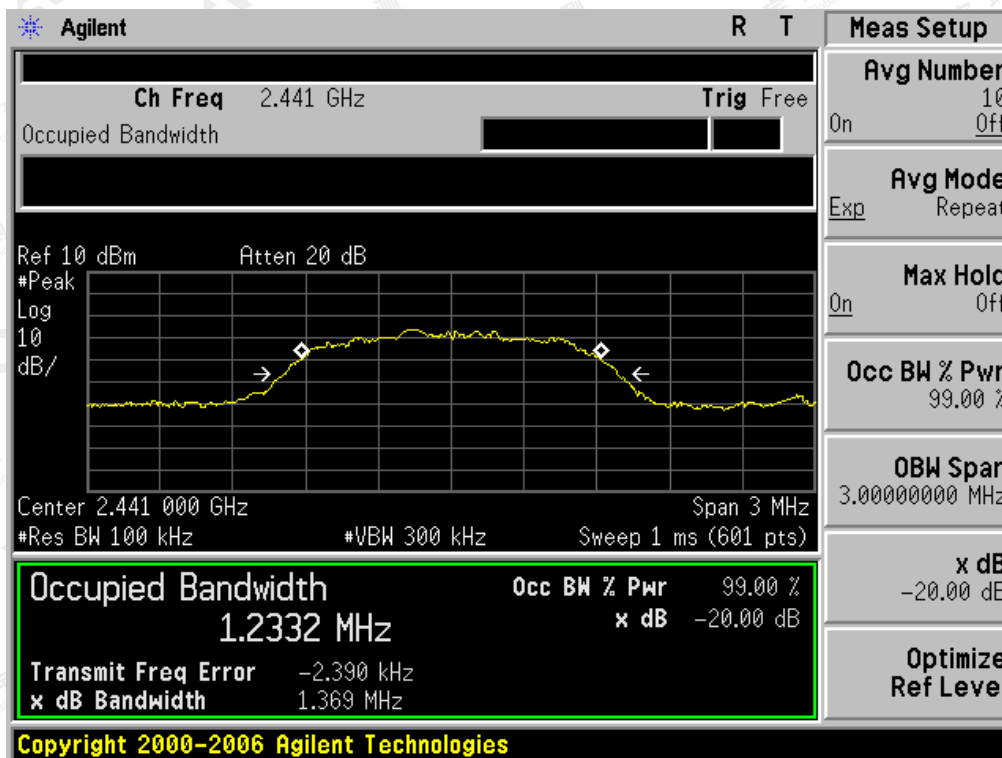 Agilent R T
Ch Freq 2.441 GHz Trig Free
Occupied Bandwidth
Ref 10 dBm Atten 20 dB
#Peak
Log
10
dB/
Center 2.441 000 GHz Span 3 MHz
#Res BW 100 kHz #VBW 300 kHz Sweep 1 ms (601 pts)
Occupied Bandwidth
1.2332 MHz
Occ BW % Pwr 99.00 %
x dB -20.00 dB
Transmit Freq Error -2.390 kHz
x dB Bandwidth 1.369 MHz
Copyright 2000-2006 Agilent Technologies
Meas Setup
Avg Number
10
On Off
Avg Mode
Exp Repeat
Max Hold
On Off
Occ BW % Pwr
99.00 %
OBW Span
3.00000000 MHz
x dB
-20.00 dB
Optimize
Ref Level